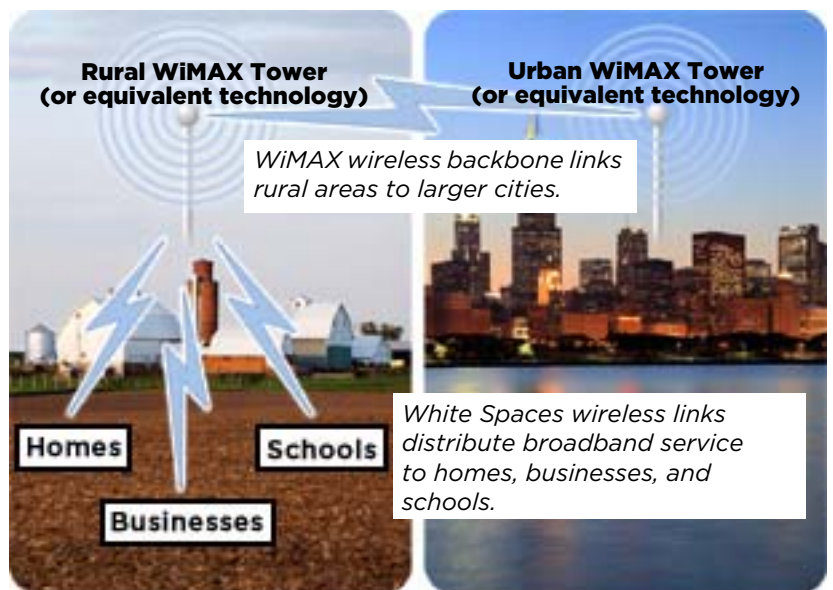 Rural WiMAX Tower
(or equivalent technology)
Urban WiMAX Tower
(or equivalent technology)
WiMAX wireless backbone links
rural areas to larger cities.
White Spaces wireless links
distribute broadband service
to homes, businesses, and
schools.
Homes
Schools
Businesses